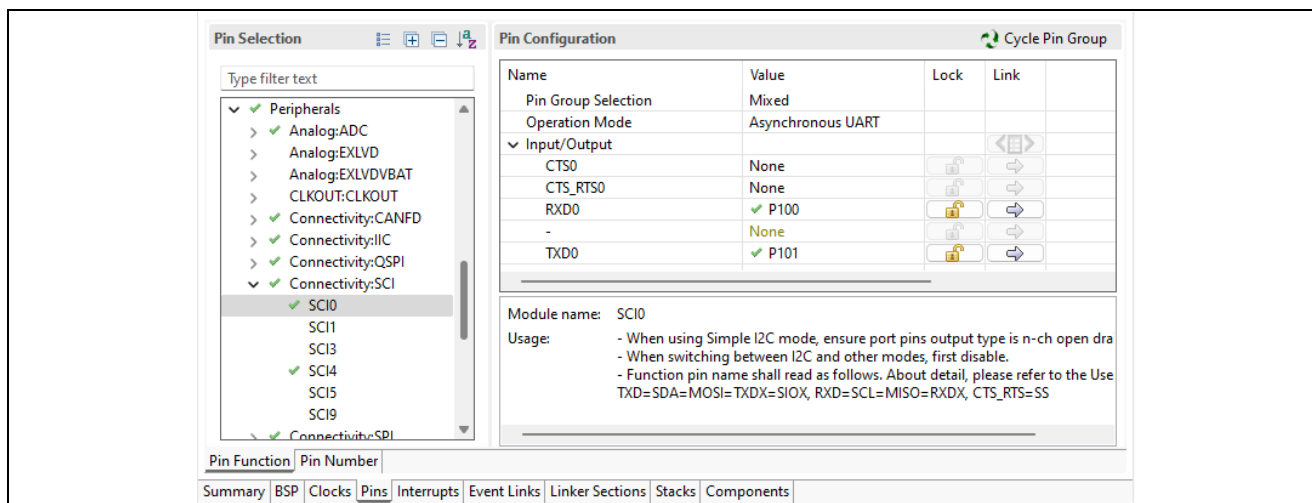 Pin Selection
Type filter text
Peripherals
Analog:ADC
Analog:EXLVD
Analog:EXLVDVBAT
CLKOUT:CLKOUT
Connectivity:CANFD
Connectivity:IIC
Connectivity:QSPI
Connectivity:SCI
SCI0
SCI1
SCI3
SCI4
SCI5
SCI9
Connectivity:SPI
Pin Configuration
Cycle Pin Group
Name Value Lock Link
Pin Group Selection Mixed
Operation Mode Asynchronous UART
Input/Output
CTS0 None
CTS_RTS0 None
RXD0 P100
- None
TXD0 P101
Module name: SCI0
Usage: - When using Simple I2C mode, ensure port pins output type is n-ch open dra
- When switching between I2C and other modes, first disable.
- Function pin name shall read as follows. About detail, please refer to the Use
TXD=SDA=MOSI=TXDX=SIOX, RXD=SCL=MISO=RXDX, CTS_RTS=SS
Pin Function Pin Number
Summary BSP Clocks Pins Interrupts Event Links Linker Sections Stacks Components